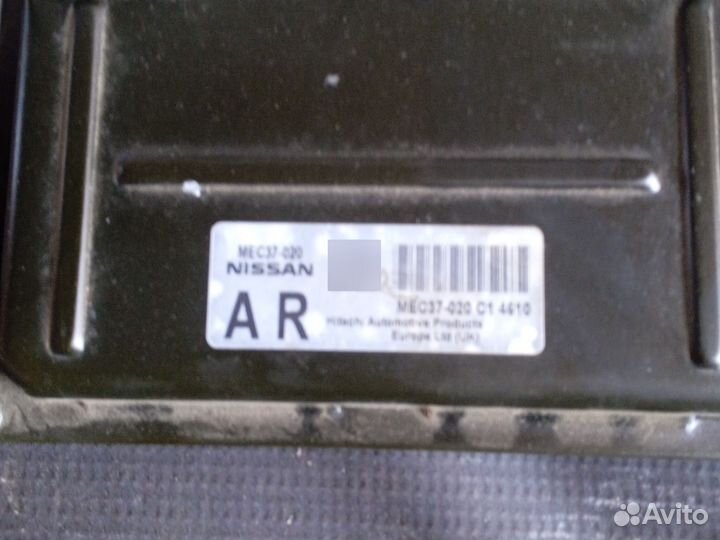 MEC37-020
NISSAN
AR
MEC37-020 C1 4610
Hitachi Automotive Products
Europe Ltd (UK)
Avito